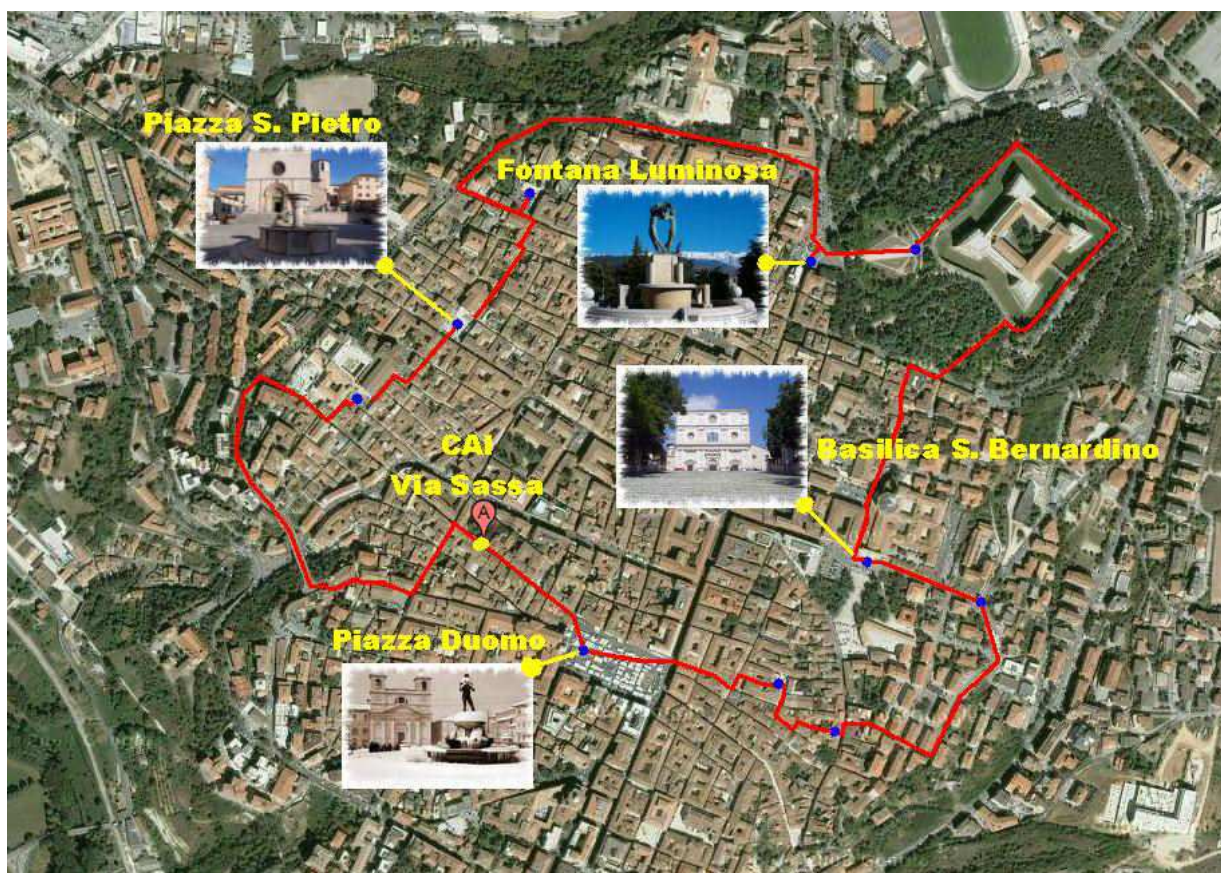 Piazza S. Pietro
Fontana Luminosa
Basilica S. Bernardino
CAI
Via Sassa
A
Piazza Duomo